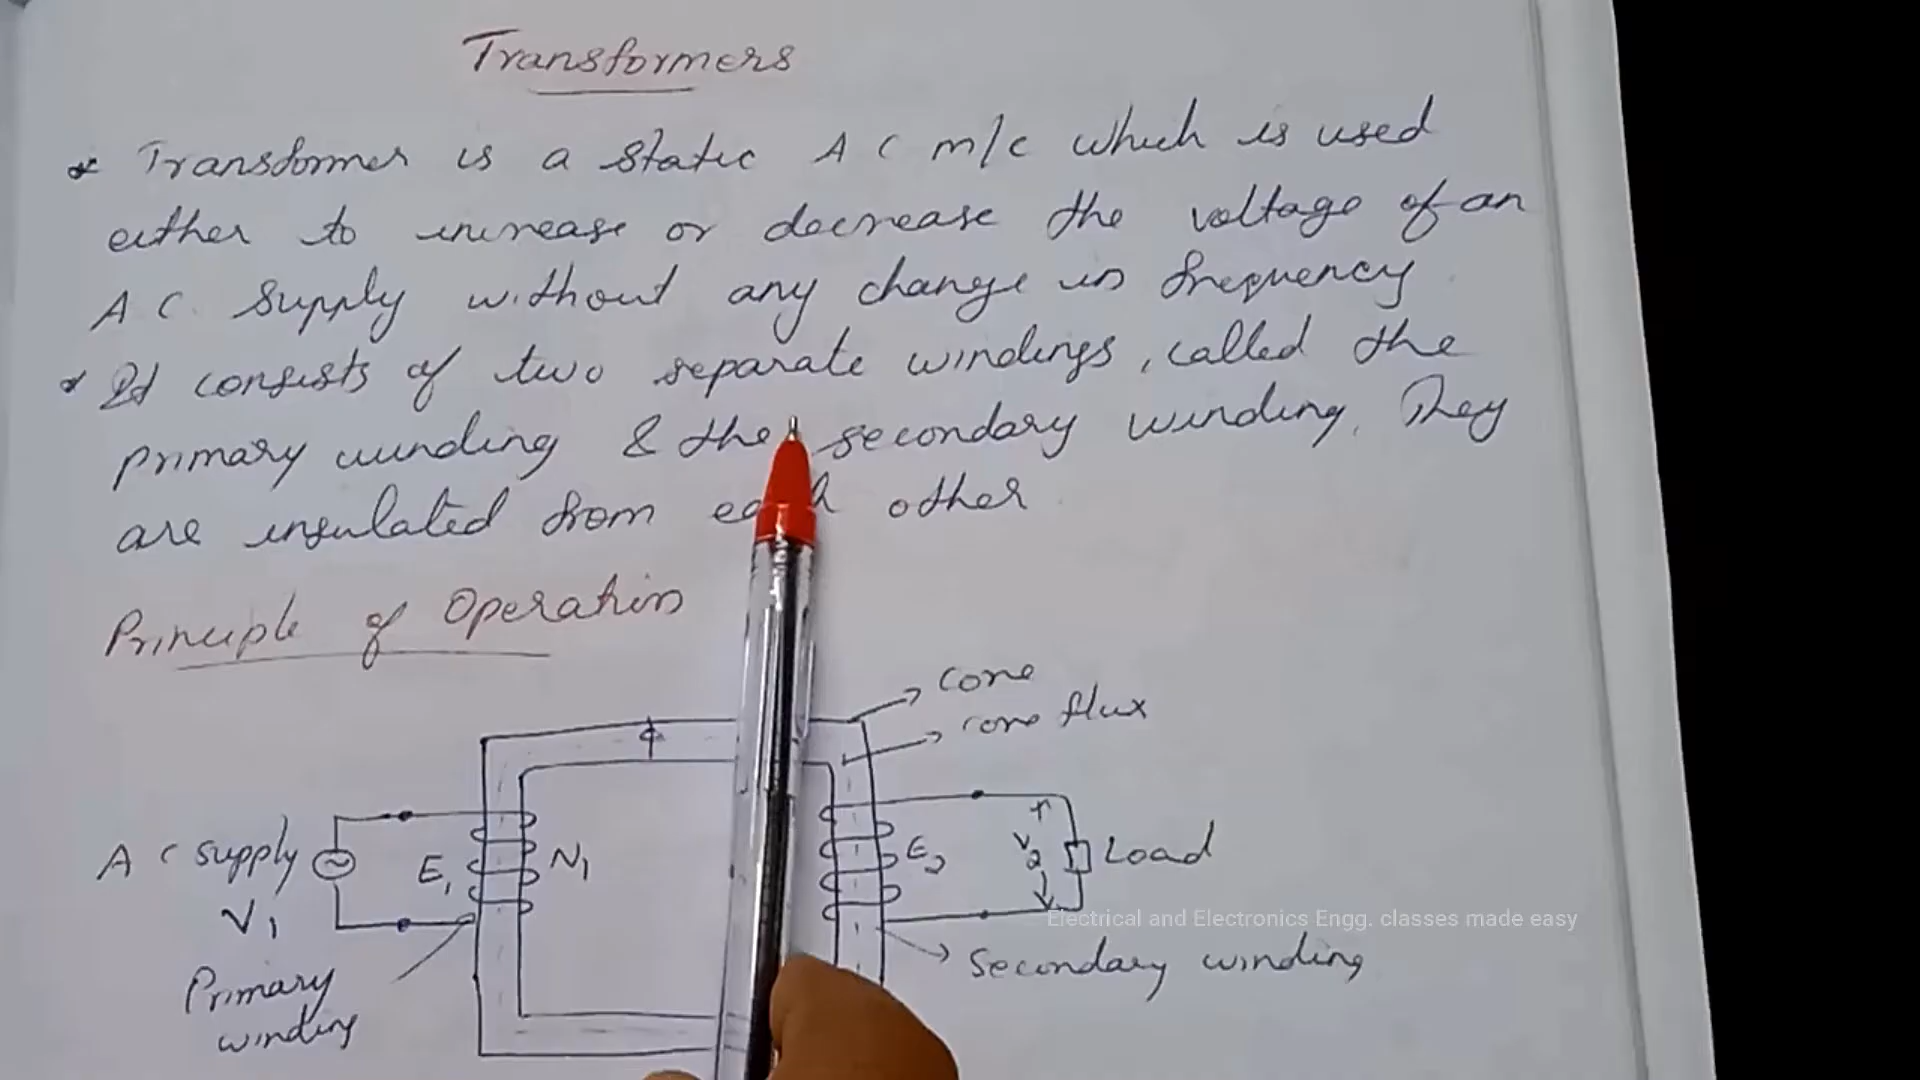 Transformers
* Transformer is a static AC m/c which is used
either to increase or decrease the voltage of an
AC supply without any change in frequency.
* It consists of two separate windings, called the
primary winding & the secondary winding. They
are insulated from each other
Principle of Operation
core
core flux
ϕ
AC supply
V1
E1
N1
E2
+
V2
Load
Electrical and Electronics Engg. classes made easy
Secondary winding
Primary
winding